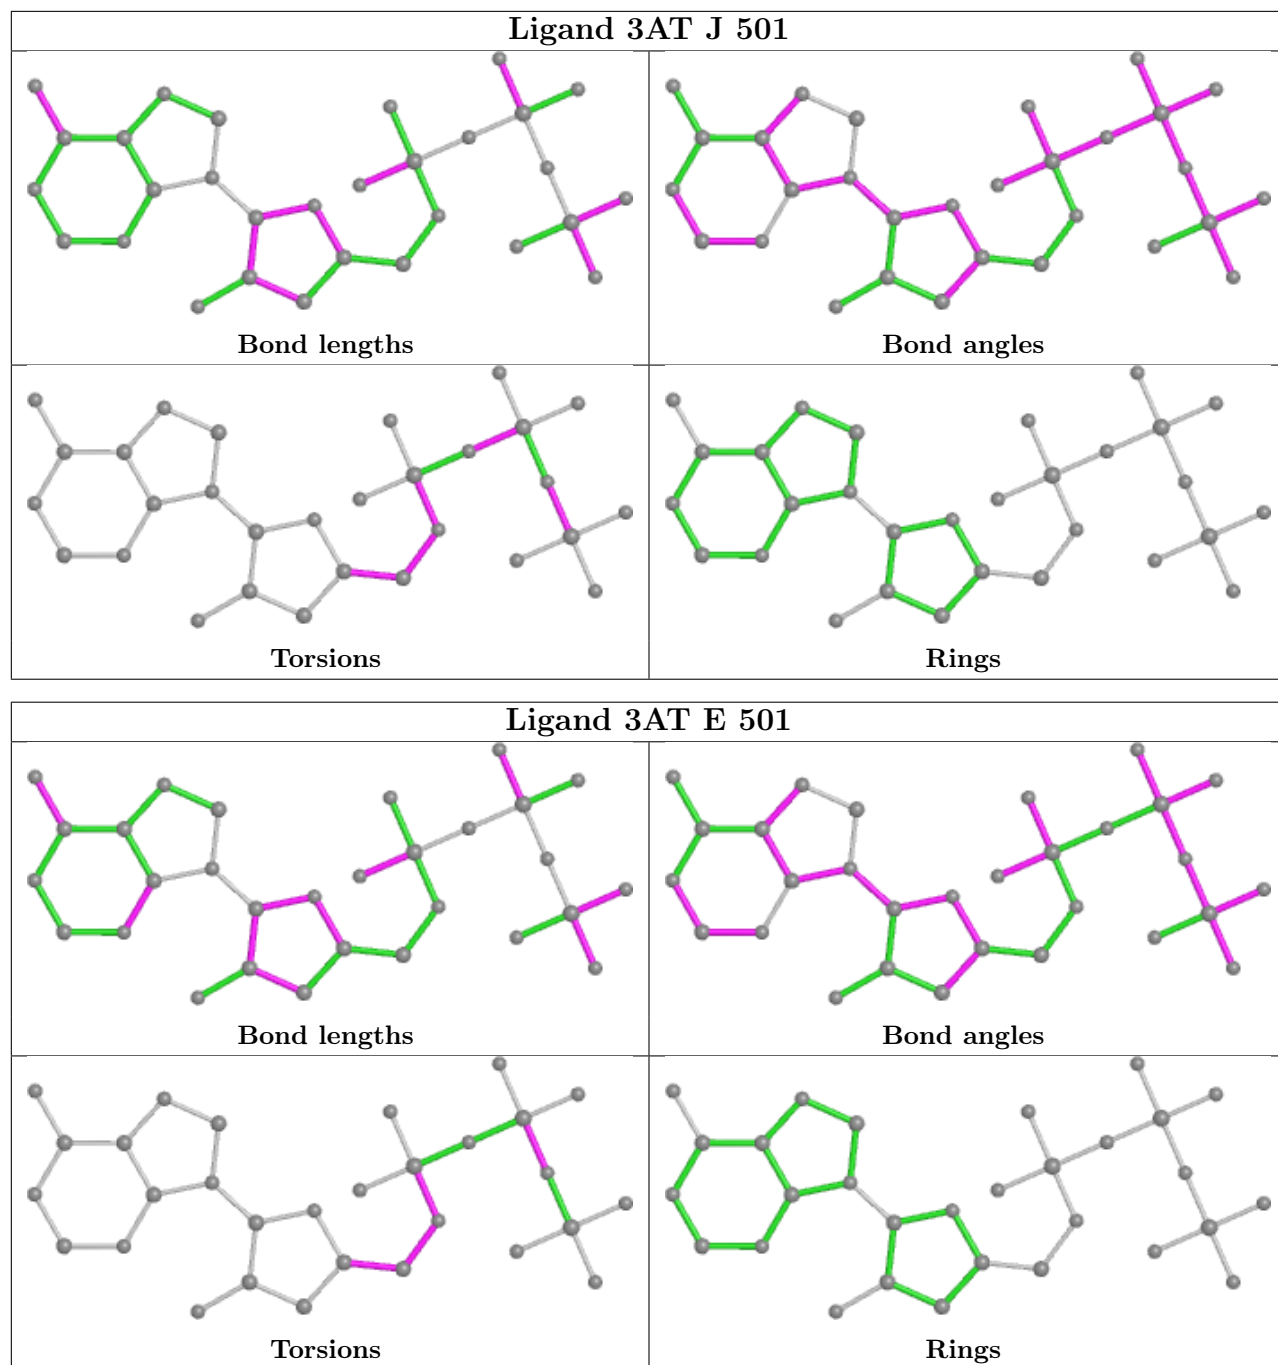 Ligand 3AT J 501
Bond lengths
Bond angles
Torsions
Rings
Ligand 3AT E 501
Bond lengths
Bond angles
Torsions
Rings